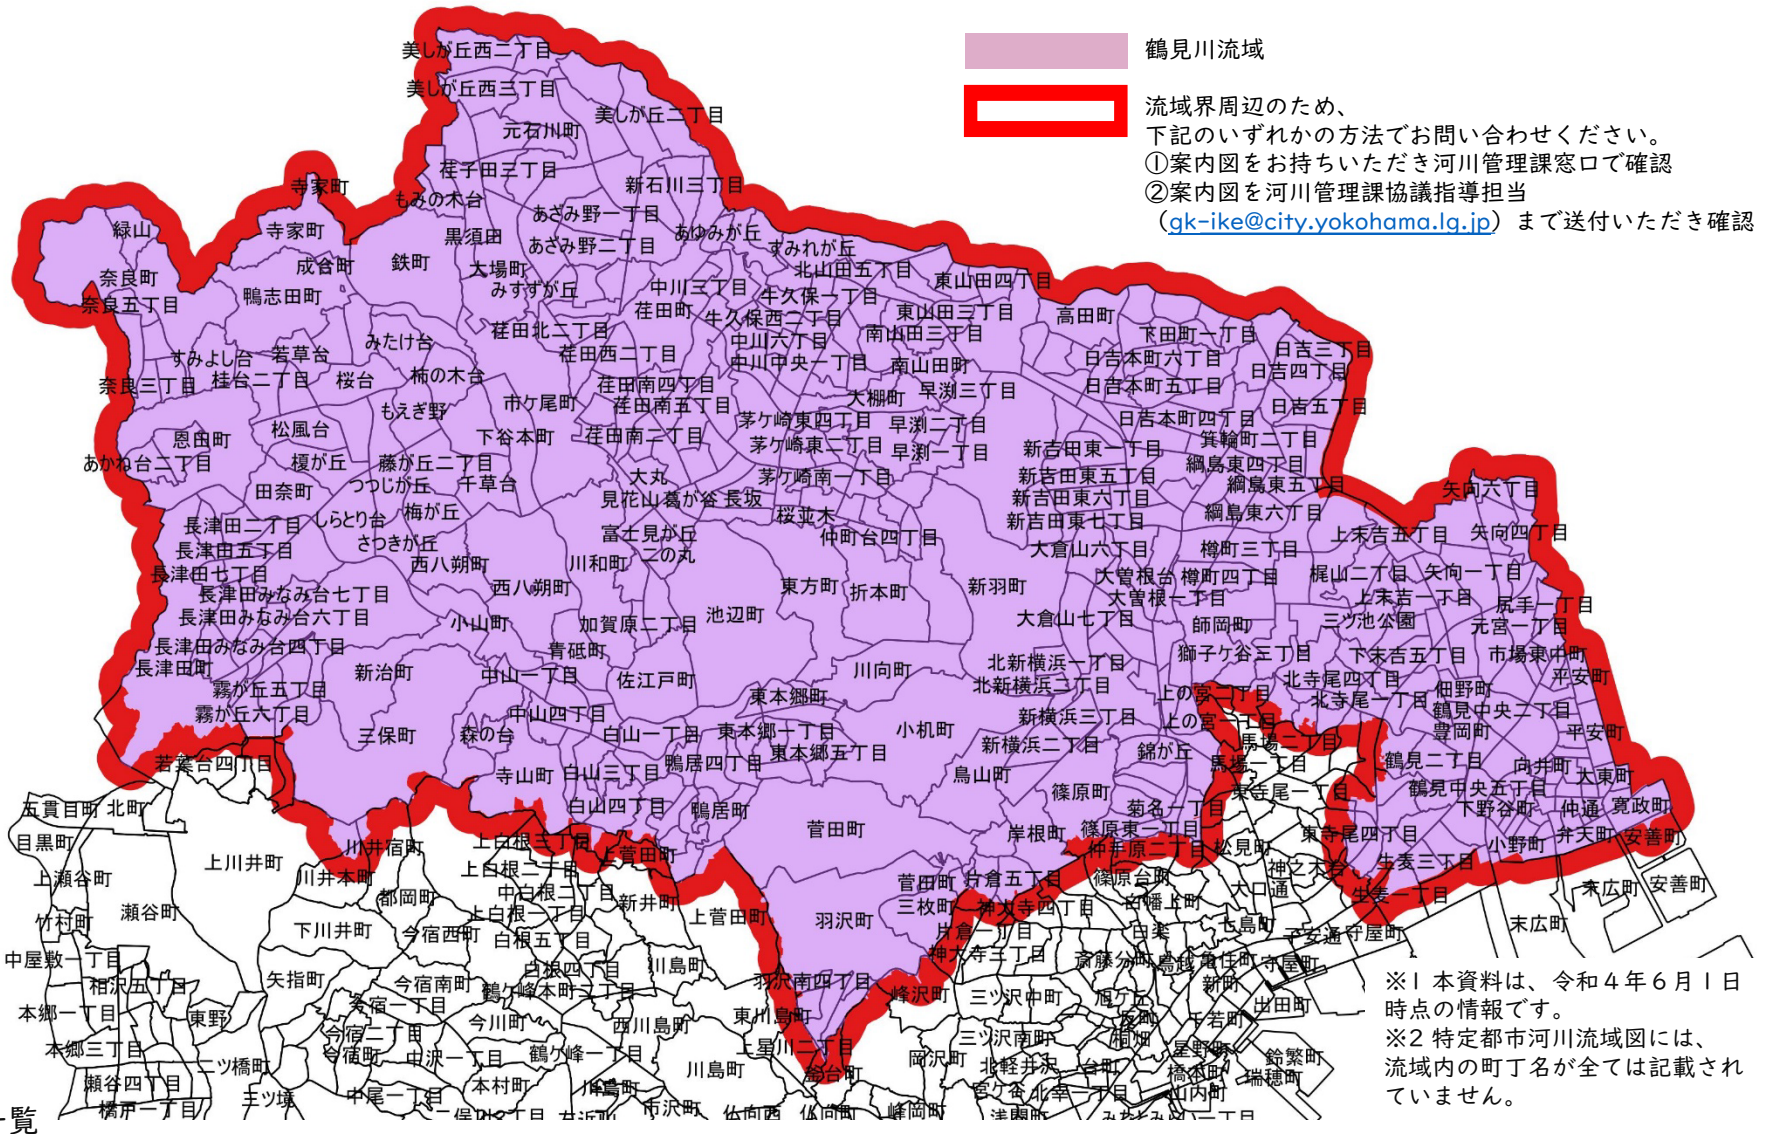 鶴見川流域
流域界周辺のため、
下記のいずれかの方法でお問い合わせください。
①案内図をお持ちいただき河川管理課窓口で確認
②案内図を河川管理課協議指導担当
（gk-ike@city.yokohama.lg.jp）まで送付いただき確認
美しが丘西二丁目
美しが丘西三丁目
美しが丘二丁目
元石川町
荏子田三丁目
新石川三丁目
寺家町
もみの木台
あざみ野一丁目
緑山
寺家町
黒須田
あざみ野二丁目
あゆみが丘
すみれが丘
成合町
鉄町
大場町
北山田五丁目
奈良町
みすずが丘
中川三丁目
牛久保一丁目
東山田四丁目
奈良五丁目
鴨志田町
荏田町
牛久保西二丁目
東山田三丁目
高田町
みたけ台
荏田北二丁目
中川六丁目
南山田三丁目
下田町一丁目
すみよし台
若草台
荏田西二丁目
中川中央一丁目
南山田町
日吉本町六丁目
日吉三丁目
日吉四丁目
奈良三丁目
桂台二丁目
桜台
柿の木台
荏田南四丁目
大棚町
早渕三丁目
日吉本町五丁目
もえぎ野
市ケ尾町
荏田南五丁目
日吉五丁目
恩田町
松風台
下谷本町
荏田南二丁目
茅ケ崎東四丁目
早渕二丁目
日吉本町四丁目
箕輪町二丁目
あかね台二丁目
榎が丘
藤が丘二丁目
茅ケ崎東二丁目
早渕一丁目
新吉田東一丁目
綱島東四丁目
田奈町
つつじが丘
千草台
大丸
茅ケ崎南一丁目
新吉田東五丁目
綱島東五丁目
矢向六丁目
見花山
葛が谷
長坂
新吉田東六丁目
長津田二丁目
しらとり台
梅が丘
桜並木
新吉田東七丁目
綱島東六丁目
長津田五丁目
さつきが丘
富士見が丘
仲町台四丁目
上末吉五丁目
矢向四丁目
長津田七丁目
西八朔町
川和町
二の丸
大倉山六丁目
樽町三丁目
長津田みなみ台七丁目
西八朔町
東方町
折本町
新羽町
大曽根台
樽町四丁目
梶山二丁目
矢向一丁目
大曽根一丁目
上末吉一丁目
尻手一丁目
長津田みなみ台六丁目
小山町
加賀原二丁目
池辺町
大倉山七丁目
師岡町
三ツ池公園
元宮一丁目
長津田みなみ台四丁目
青砥町
獅子ケ谷三丁目
下末吉五丁目
市場東中町
長津田町
新治町
中山一丁目
佐江戸町
川向町
北新横浜一丁目
北寺尾四丁目
平安町
霧が丘五丁目
東本郷町
北新横浜二丁目
上の宮二丁目
北寺尾一丁目
佃野町
霧が丘六丁目
中山四丁目
新横浜三丁目
上の宮一丁目
鶴見中央二丁目
三保町
森の台
白山一丁目
東本郷一丁目
小机町
新横浜二丁目
錦が丘
馬場二丁目
豊岡町
平安町
東本郷五丁目
若葉台四丁目
寺山町
白山三丁目
鴨居四丁目
鳥山町
馬場一丁目
鶴見二丁目
向井町
大東町
五貫目町
北町
白山四丁目
鴨居町
篠原町
菊名一丁目
東寺尾一丁目
鶴見中央五丁目
下野谷町
仲通
寛政町
目黒町
上川井町
川井宿町
上白根三丁目
菅田町
岸根町
篠原東一丁目
東寺尾四丁目
小野町
弁天町
安善町
上菅田町
仲手原二丁目
松見町
上瀬谷町
川井本町
上白根二丁目
神之木台
生麦三丁目
都岡町
中白根二丁目
新井町
菅田町
片倉五丁目
篠原台町
大口通
生麦一丁目
末広町
安善町
竹村町
瀬谷町
上白根一丁目
上菅田町
三枚町
神大寺四丁目
白幡上町
下川井町
今宿西町
白根五丁目
羽沢町
片倉一丁目
白楽
七島町
子安通
守屋町
末広町
中屋敷一丁目
白根四丁目
川島町
神大寺三丁目
斎藤分町
鳥越
亀住町
守屋町
相沢五丁目
矢指町
今宿南町
鶴ケ峰本町二丁目
羽沢南四丁目
峰沢町
三ツ沢中町
旭ケ丘
新町
出田町
本郷一丁目
東野
今宿一丁目
今川町
西川島町
東川島町
千若町
本郷三丁目
今宿二丁目
三ツ沢南町
桐畑
二ツ橋町
今宿町
中沢一丁目
鶴ケ峰一丁目
上星川二丁目
岡沢町
北軽井沢
台町
星野町
鈴繁町
瀬谷四丁目
本村町
川島町
川島町
釜台町
橋本町
瑞穂町
橋戸一丁目
三ツ境
中尾一丁目
市沢町
仏向西
仏向町
峰岡町
宮ケ谷
北幸一丁目
山内町
浅間町
みなとみらい一丁目
※1 本資料は、令和４年６月１日
時点の情報です。
※2 特定都市河川流域図には、
流域内の町丁名が全ては記載され
ていません。
覧